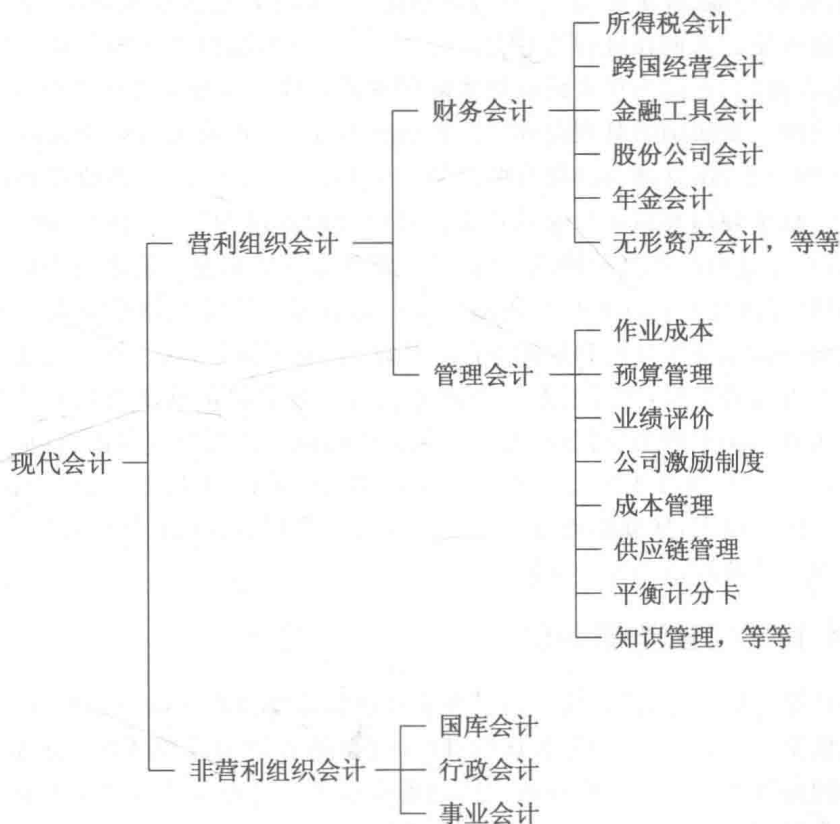 现代会计
营利组织会计
财务会计
所得税会计
跨国经营会计
金融工具会计
股份公司会计
年金会计
无形资产会计，等等
管理会计
作业成本
预算管理
业绩评价
公司激励制度
成本管理
供应链管理
平衡计分卡
知识管理，等等
非营利组织会计
国库会计
行政会计
事业会计